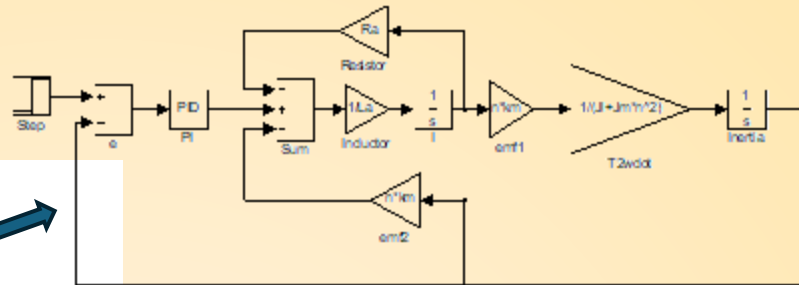 Ra
Resistor
+
-
Step
e
PID
PI
-
+
-
Sum
1/La
Inductor
1
s
I
n*km
emf1
1/(Jl+Jm*n^2)
T2wdot
1
s
Inertia
n*km
emf2